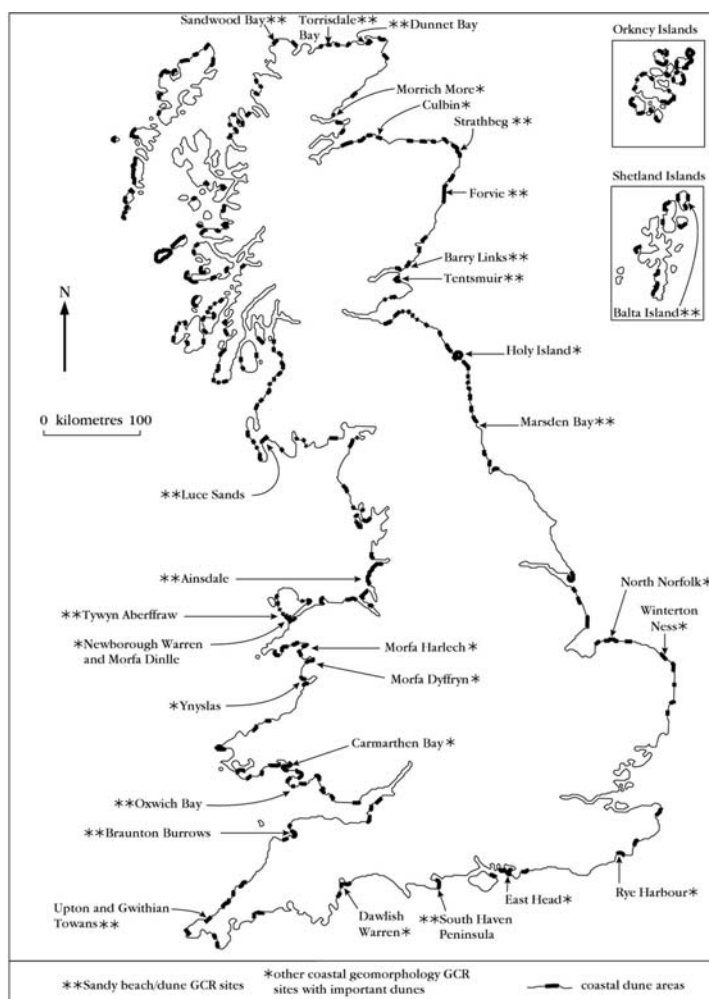 Sandwood Bay**
Torrisdale**
Bay
**Dunnet Bay
Orkney Islands
Morrich More*
Culbin*
Strathbeg **
Shetland Islands
Forvie **
Barry Links**
Tentsmuir**
Balta Island**
N
Holy Island*
0 kilometres 100
Marsden Bay**
**Luce Sands
**Ainsdale
North Norfolk*
Winterton
Ness*
**Tywyn Aberffraw
*Newborough Warren
and Morfa Dinlle
Morfa Harlech*
Morfa Dyffryn*
*Ynyslas
Carmarthen Bay*
**Oxwich Bay
**Braunton Burrows
Upton and Gwithian
Towans**
Dawlish
Warren*
**South Haven
Peninsula
East Head*
Rye Harbour*
**Sandy beach/dune GCR sites
*other coastal geomorphology GCR
sites with important dunes
coastal dune areas